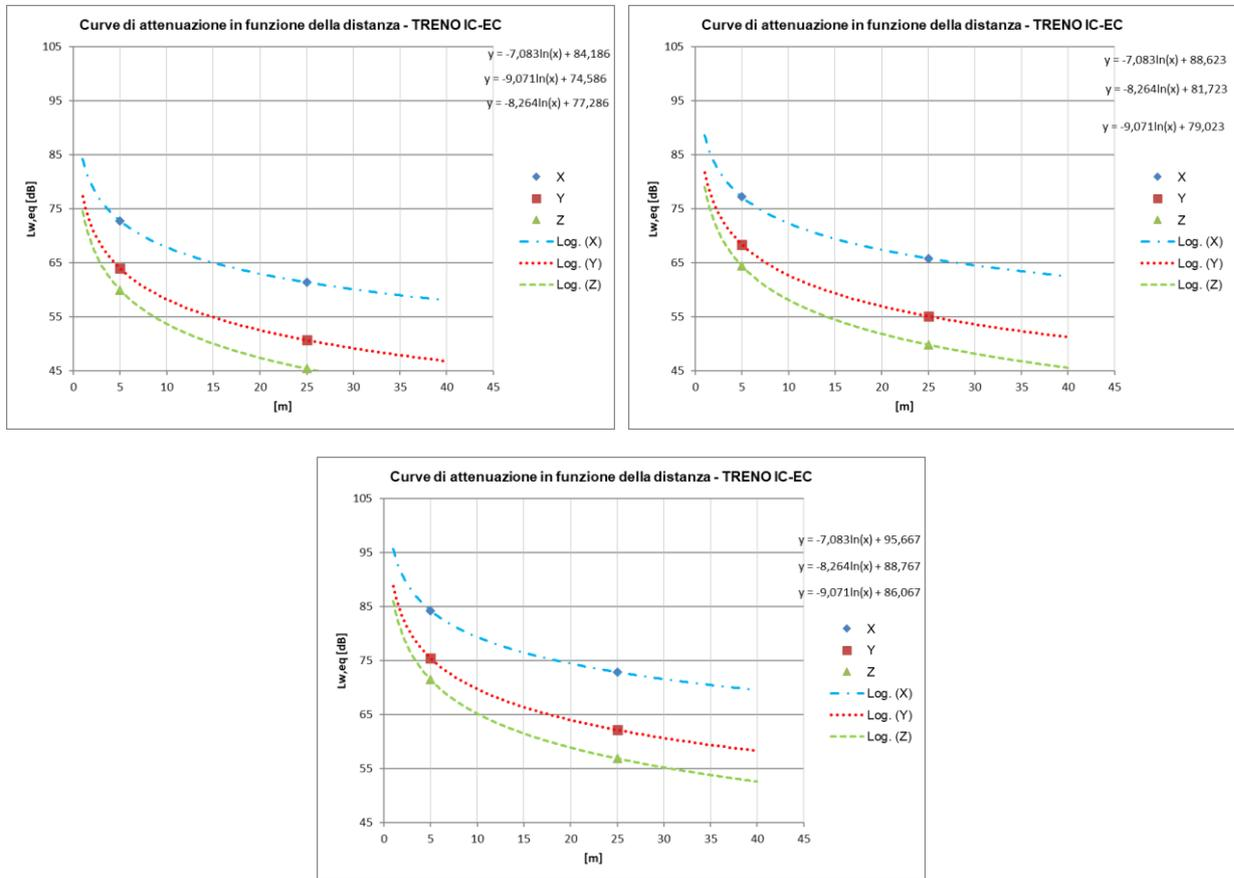 Curve di attenuazione in funzione della distanza - TRENO IC-EC
105
95
85
75
65
55
45
Lw,eq [dB]
0 5 10 15 20 25 30 35 40 45
[m]
y = -7,083ln(x) + 84,186
y = -9,071ln(x) + 74,586
y = -8,264ln(x) + 77,286
X
Y
Z
Log. (X)
Log. (Y)
Log. (Z)
Curve di attenuazione in funzione della distanza - TRENO IC-EC
105
95
85
75
65
55
45
Lw,eq [dB]
0 5 10 15 20 25 30 35 40 45
[m]
y = -7,083ln(x) + 88,623
y = -8,264ln(x) + 81,723
y = -9,071ln(x) + 79,023
X
Y
Z
Log. (X)
Log. (Y)
Log. (Z)
Curve di attenuazione in funzione della distanza - TRENO IC-EC
105
95
85
75
65
55
45
Lw,eq [dB]
0 5 10 15 20 25 30 35 40 45
[m]
y = -7,083ln(x) + 95,667
y = -8,264ln(x) + 88,767
y = -9,071ln(x) + 86,067
X
Y
Z
Log. (X)
Log. (Y)
Log. (Z)